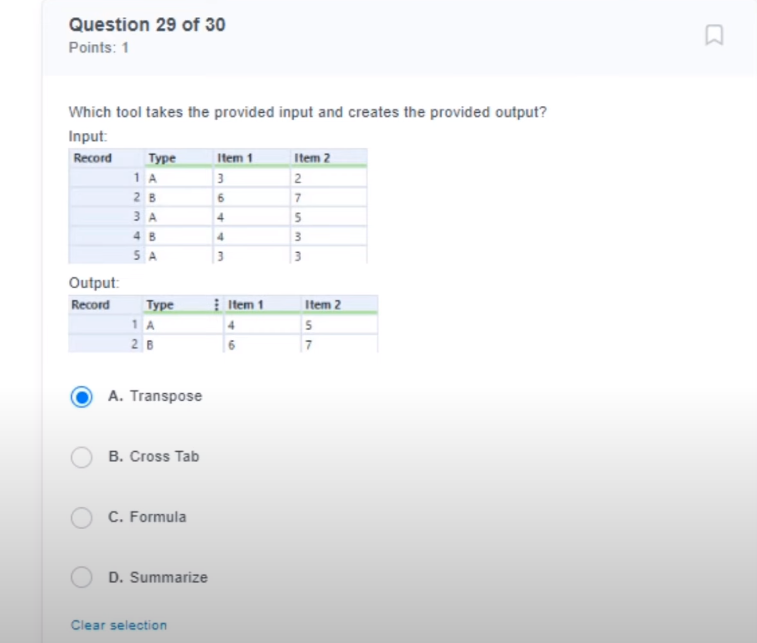 Question 29 of 30
Points: 1
Which tool takes the provided input and creates the provided output?
Input:
Record Type Item 1 Item 2
1 A 3 2
2 B 6 7
3 A 4 5
4 B 4 3
5 A 3 3
Output:
Record Type Item 1 Item 2
1 A 4 5
2 B 6 7
A. Transpose
B. Cross Tab
C. Formula
D. Summarize
Clear selection